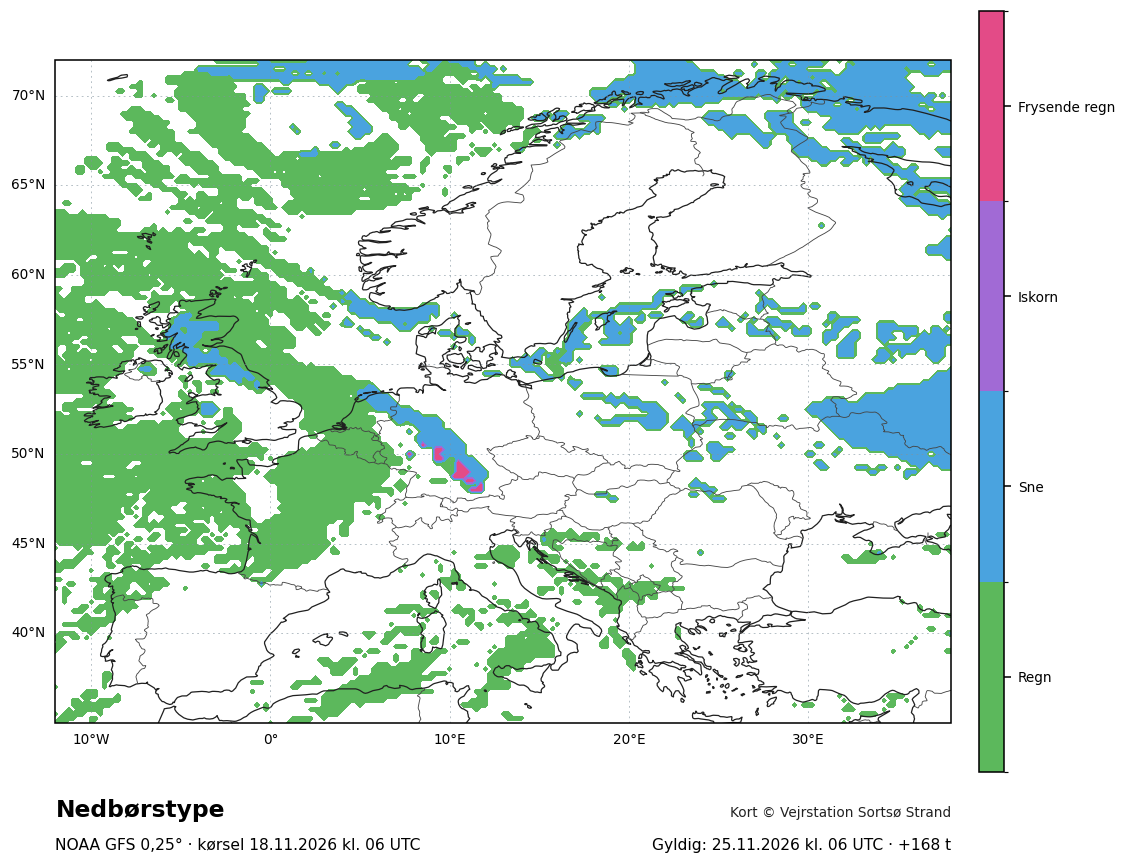 70°N
65°N
60°N
55°N
50°N
45°N
40°N
10°W
0°
10°E
20°E
30°E
Frysende regn
Iskorn
Sne
Regn
Nedbørstype
Kort © Vejrstation Sortsø Strand
NOAA GFS 0,25° · kørsel 18.11.2026 kl. 06 UTC
Gyldig: 25.11.2026 kl. 06 UTC · +168 t